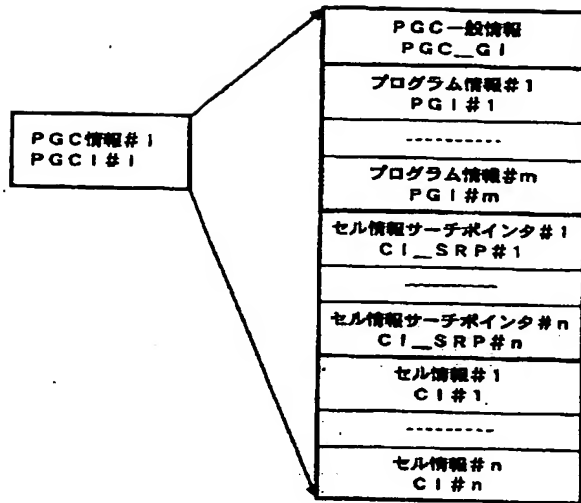 PGC情報#i
PGCI#i
PGC一般情報
PGC_GI
プログラム情報#1
PGI#1
プログラム情報#m
PGI#m
セル情報サーチポインタ#1
CI_SRP#1
セル情報サーチポインタ#n
CI_SRP#n
セル情報#1
CI#1
セル情報#n
CI#n